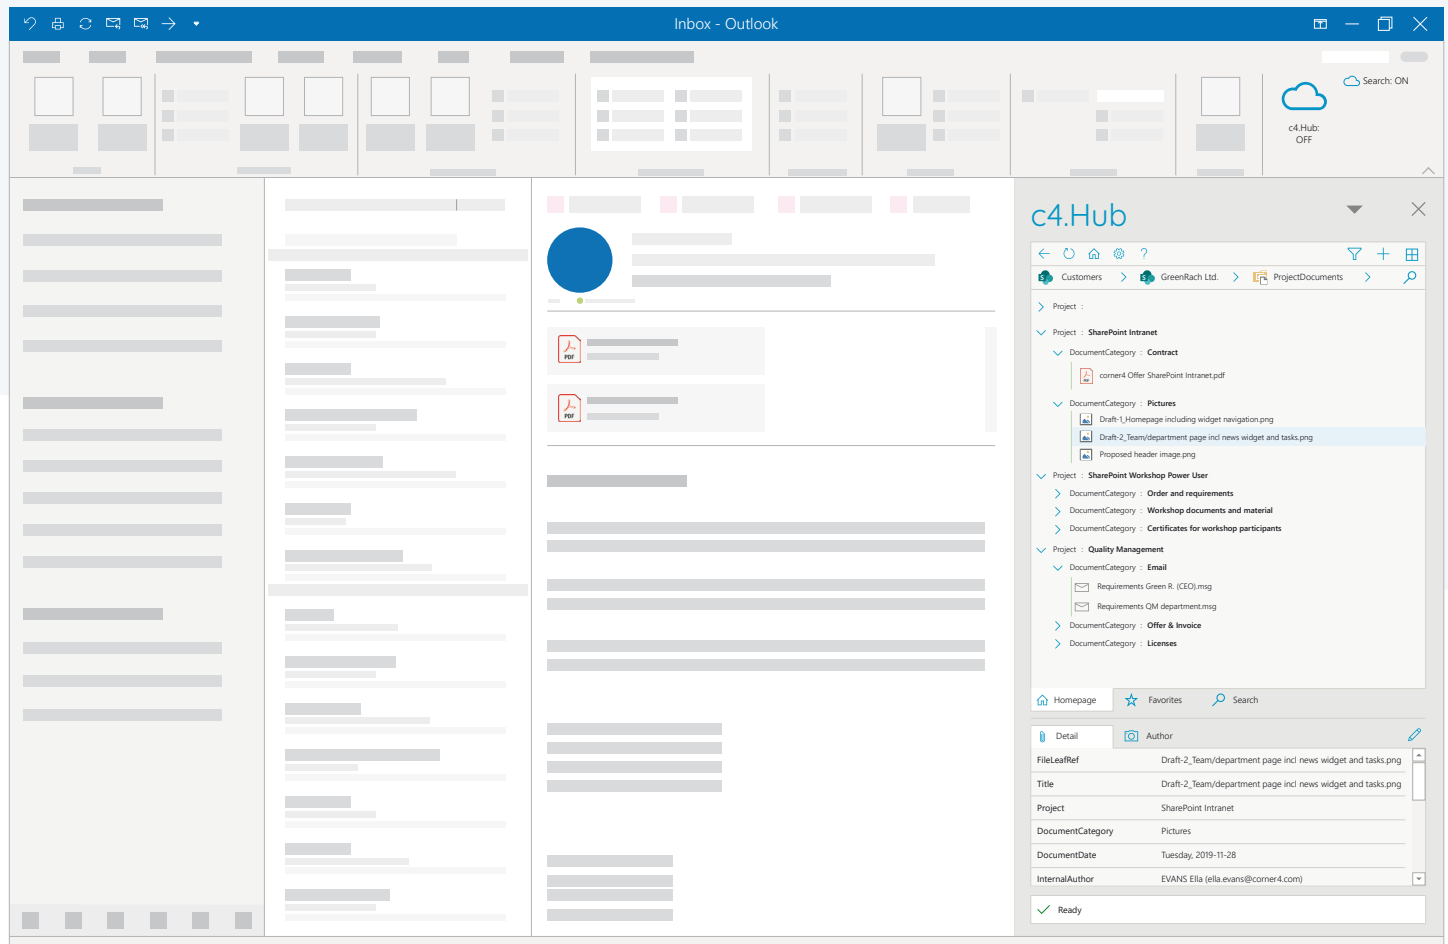 Inbox - Outlook
Search: ON
c4.Hub:
OFF
c4.Hub
?
Customers
GreenRach Ltd.
ProjectDocuments
Project :
Project : SharePoint Intranet
DocumentCategory : Contract
corner4 Offer SharePoint Intranet.pdf
DocumentCategory : Pictures
Draft-1_Homepage including widget navigation.png
Draft-2_Team/department page incl news widget and tasks.png
Proposed header image.png
Project : SharePoint Workshop Power User
DocumentCategory : Order and requirements
DocumentCategory : Workshop documents and material
DocumentCategory : Certificates for workshop participants
Project : Quality Management
DocumentCategory : Email
Requirements Green R. (CEO).msg
Requirements QM department.msg
DocumentCategory : Offer & Invoice
DocumentCategory : Licenses
PDF
PDF
Homepage
Favorites
Search
Detail
Author
FileLeafRef Draft-2_Team/department page incl news widget and tasks.png
Title Draft-2_Team/department page incl news widget and tasks.png
Project SharePoint Intranet
DocumentCategory Pictures
DocumentDate Tuesday, 2019-11-28
InternalAuthor EVANS Ella (ella.evans@corner4.com)
Ready